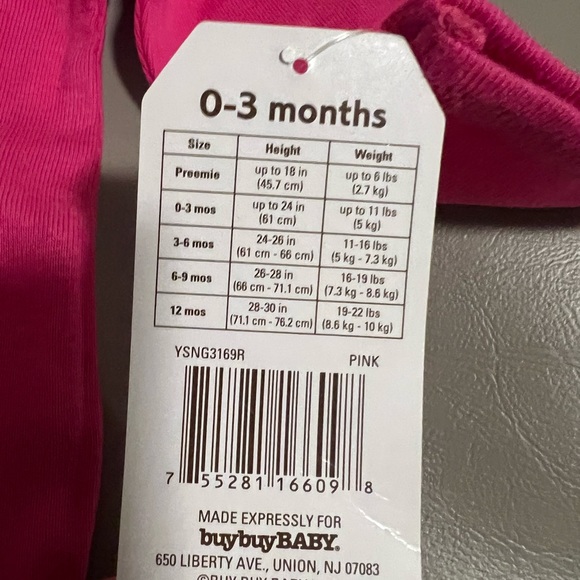 0-3 months
Size Height Weight
Preemie up to 18 in (45.7 cm) up to 6 lbs (2.7 kg)
0-3 mos up to 24 in (61 cm) up to 11 lbs (5 kg)
3-6 mos 24-26 in (61 cm - 66 cm) 11-16 lbs (5 kg - 7.3 kg)
6-9 mos 26-28 in (66 cm - 71.1 cm) 16-19 lbs (7.3 kg - 8.6 kg)
12 mos 28-30 in (71.1 cm - 76.2 cm) 19-22 lbs (8.6 kg - 10 kg)
YSNG3169R PINK
7 55281 16609 8
MADE EXPRESSLY FOR
buybuyBABY.
650 LIBERTY AVE., UNION, NJ 07083
©BUY BUY BABY